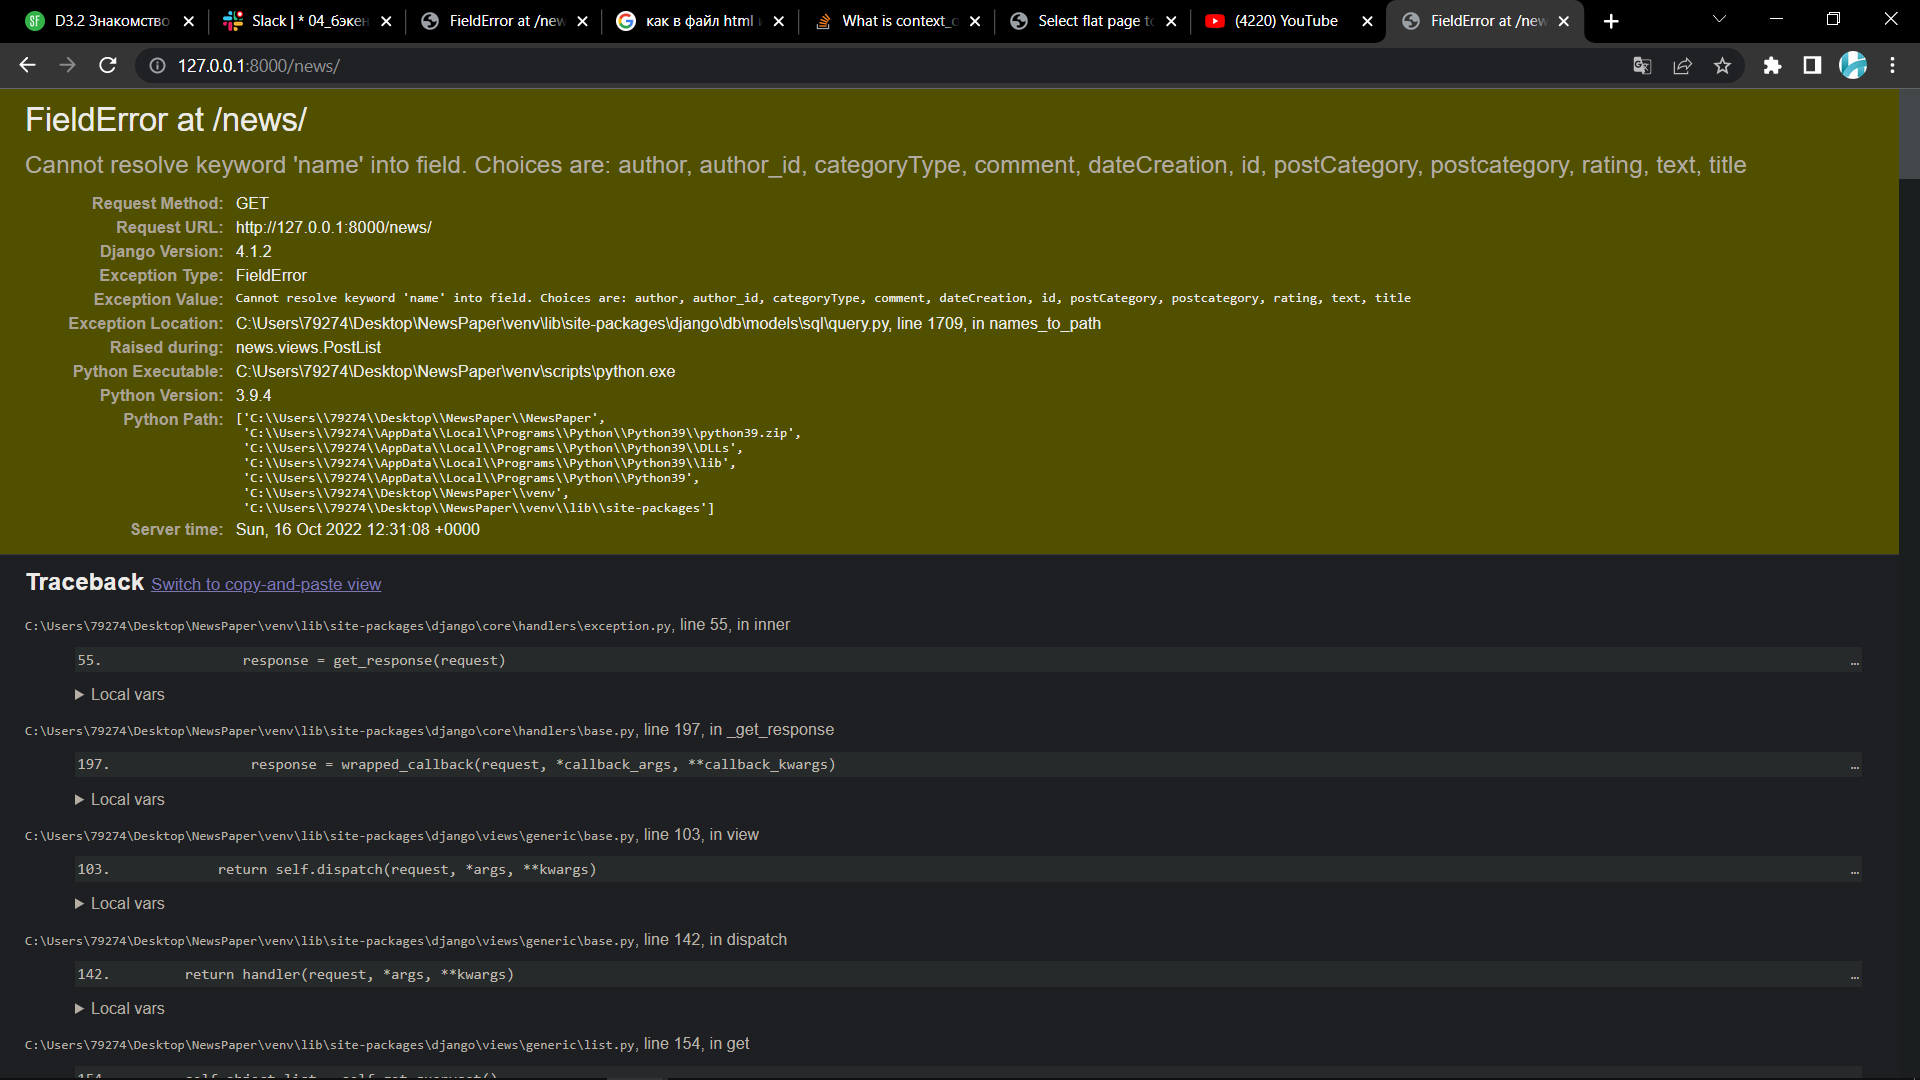 D3.2 Знакомство
Slack | * 04_бэкен
FieldError at /new
как в файл html
What is context_
Select flat page to
(4220) YouTube
FieldError at /new
127.0.0.1:8000/news/
FieldError at /news/
Cannot resolve keyword 'name' into field. Choices are: author, author_id, categoryType, comment, dateCreation, id, postCategory, postcategory, rating, text, title
Request Method: GET
Request URL: http://127.0.0.1:8000/news/
Django Version: 4.1.2
Exception Type: FieldError
Exception Value: Cannot resolve keyword 'name' into field. Choices are: author, author_id, categoryType, comment, dateCreation, id, postCategory, postcategory, rating, text, title
Exception Location: C:\Users\79274\Desktop\NewsPaper\venv\lib\site-packages\django\db\models\sql\query.py, line 1709, in names_to_path
Raised during: news.views.PostList
Python Executable: C:\Users\79274\Desktop\NewsPaper\venv\scripts\python.exe
Python Version: 3.9.4
Python Path: ['C:\\Users\\79274\\Desktop\\NewsPaper\\NewsPaper',
'C:\\Users\\79274\\AppData\\Local\\Programs\\Python\\Python39\\python39.zip',
'C:\\Users\\79274\\AppData\\Local\\Programs\\Python\\Python39\\DLLs',
'C:\\Users\\79274\\AppData\\Local\\Programs\\Python\\Python39\\lib',
'C:\\Users\\79274\\AppData\\Local\\Programs\\Python\\Python39',
'C:\\Users\\79274\\Desktop\\NewsPaper\\venv',
'C:\\Users\\79274\\Desktop\\NewsPaper\\venv\\lib\\site-packages']
Server time: Sun, 16 Oct 2022 12:31:08 +0000
Traceback Switch to copy-and-paste view
C:\Users\79274\Desktop\NewsPaper\venv\lib\site-packages\django\core\handlers\exception.py, line 55, in inner
55. response = get_response(request) …
Local vars
C:\Users\79274\Desktop\NewsPaper\venv\lib\site-packages\django\core\handlers\base.py, line 197, in _get_response
197. response = wrapped_callback(request, *callback_args, **callback_kwargs) …
Local vars
C:\Users\79274\Desktop\NewsPaper\venv\lib\site-packages\django\views\generic\base.py, line 103, in view
103. return self.dispatch(request, *args, **kwargs) …
Local vars
C:\Users\79274\Desktop\NewsPaper\venv\lib\site-packages\django\views\generic\base.py, line 142, in dispatch
142. return handler(request, *args, **kwargs) …
Local vars
C:\Users\79274\Desktop\NewsPaper\venv\lib\site-packages\django\views\generic\list.py, line 154, in get